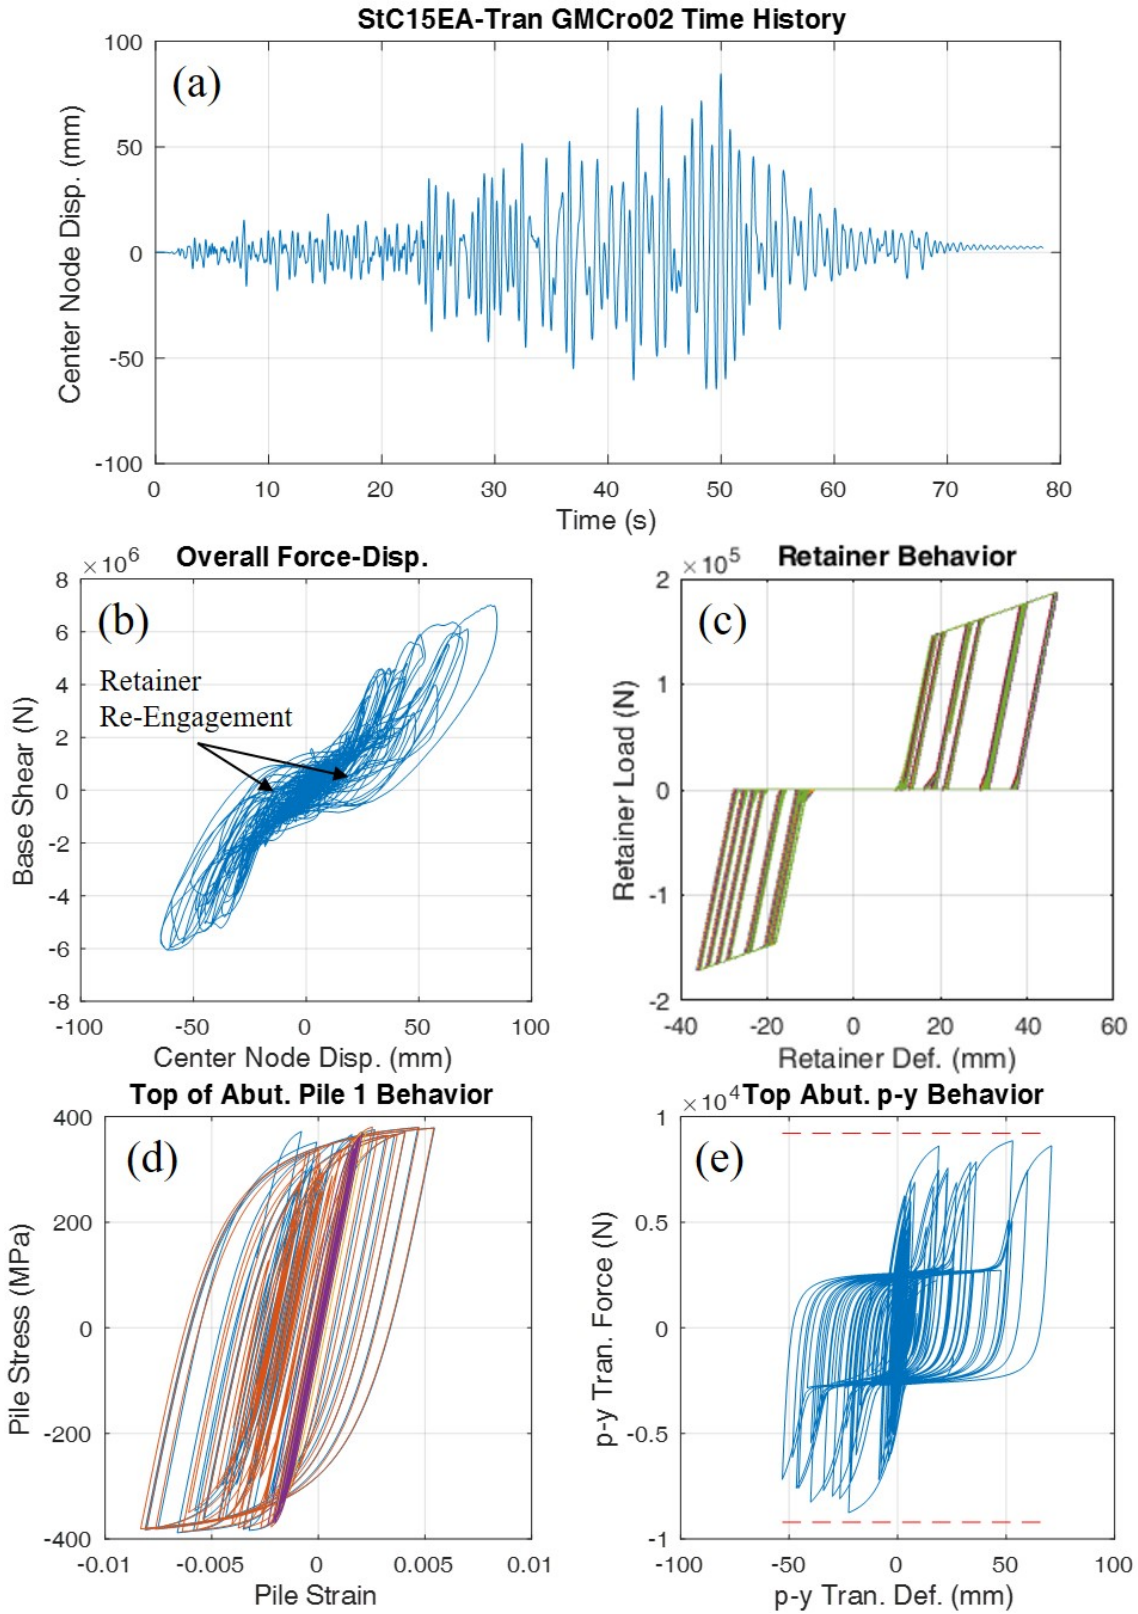 StC15EA-Tran GMCro02 Time History
(a)
Center Node Disp. (mm)
100
50
0
-50
-100
0 10 20 30 40 50 60 70 80
Time (s)
×10^6
Overall Force-Disp.
(b)
Retainer
Re-Engagement
Base Shear (N)
8
6
4
2
0
-2
-4
-6
-8
-100 -50 0 50 100
Center Node Disp. (mm)
×10^5
Retainer Behavior
(c)
Retainer Load (N)
2
1
0
-1
-2
-40 -20 0 20 40 60
Retainer Def. (mm)
Top of Abut. Pile 1 Behavior
(d)
Pile Stress (MPa)
400
200
0
-200
-400
-0.01 -0.005 0 0.005 0.01
Pile Strain
×10^4
Top Abut. p-y Behavior
(e)
p-y Tran. Force (N)
1
0.5
0
-0.5
-1
-100 -50 0 50 100
p-y Tran. Def. (mm)